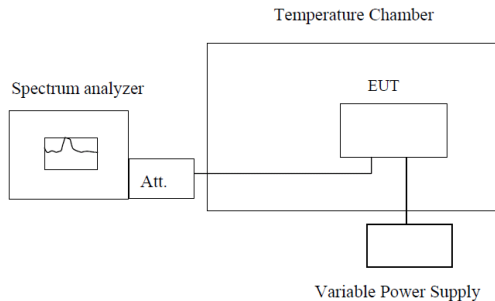 Temperature Chamber
Spectrum analyzer
EUT
Att.
Variable Power Supply